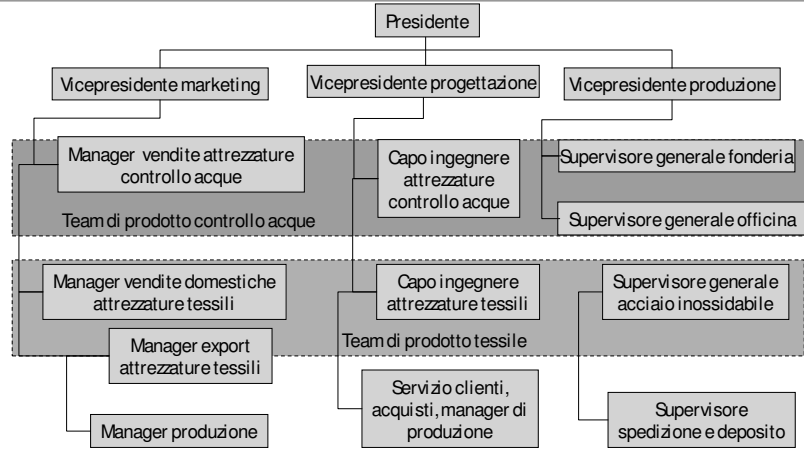 Presidente
Vicepresidente marketing
Vicepresidente progettazione
Vicepresidente produzione
Manager vendite attrezzature
controllo acque
Capo ingegnere
attrezzature
controllo acque
Supervisore generale fonderia
Team di prodotto controllo acque
Supervisore generale officina
Manager vendite domestiche
attrezzature tessili
Capo ingegnere
attrezzature tessili
Supervisore generale
acciaio inossidabile
Manager export
attrezzature tessili
Team di prodotto tessile
Servizio clienti,
acquisti, manager di
produzione
Manager produzione
Supervisore
spedizione e deposito